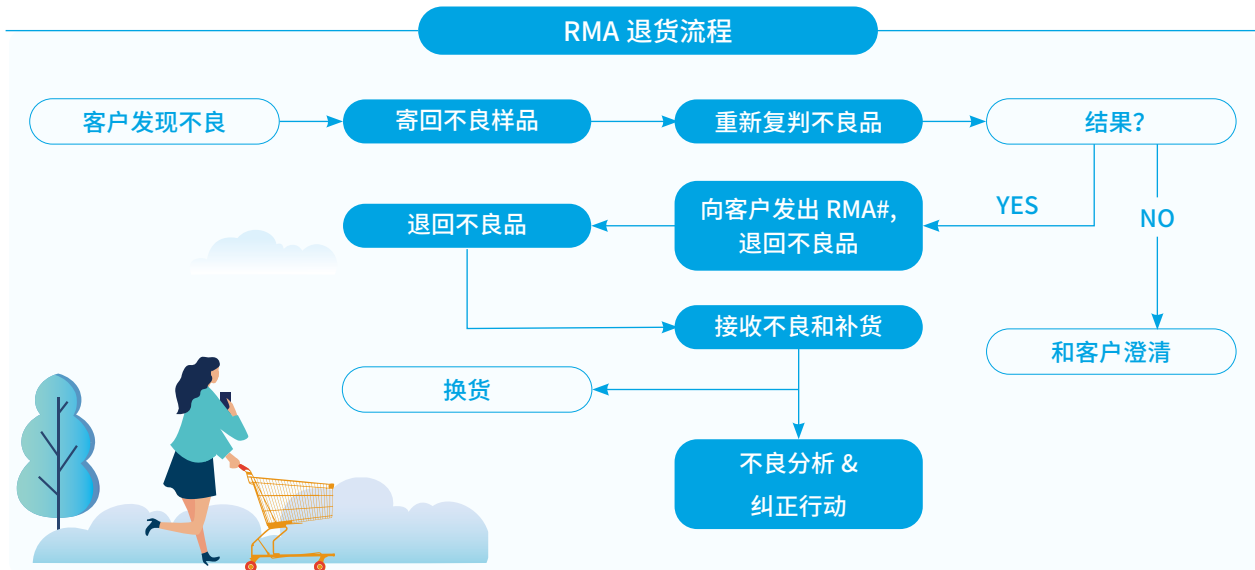 RMA 退货流程
客户发现不良
寄回不良样品
重新复判不良品
结果?
YES
NO
向客户发出 RMA#,
退回不良品
退回不良品
接收不良和补货
和客户澄清
换货
不良分析 &
纠正行动